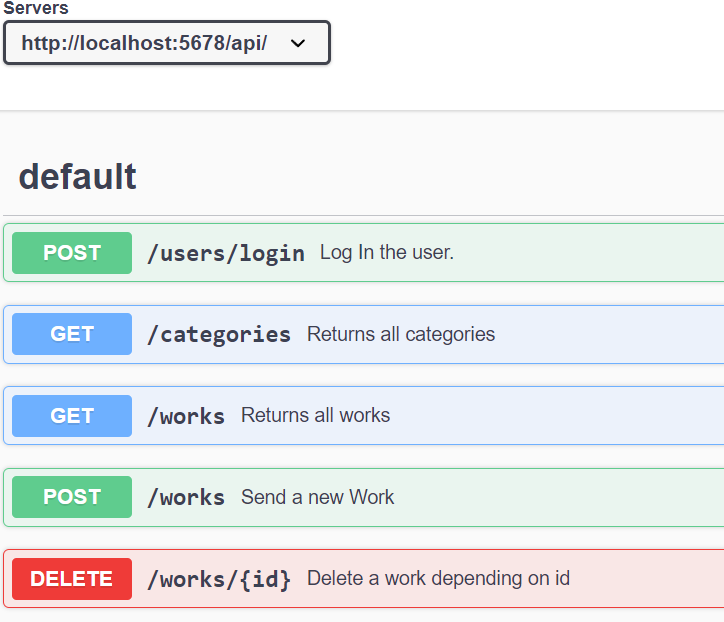 Servers
http://localhost:5678/api/
default
POST /users/login Log In the user.
GET /categories Returns all categories
GET /works Returns all works
POST /works Send a new Work
DELETE /works/{id} Delete a work depending on id